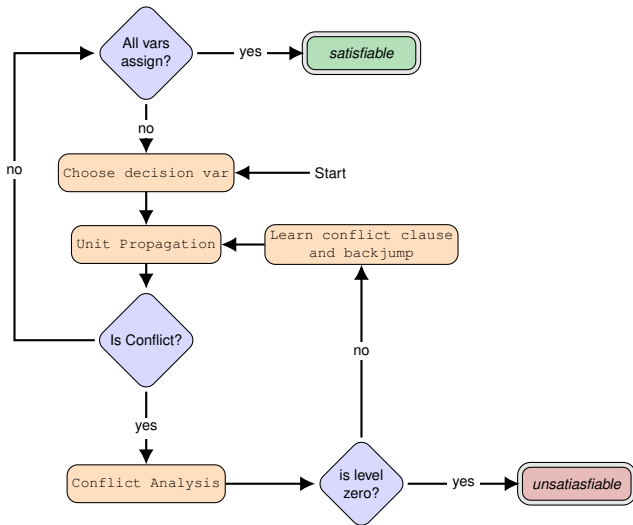 All vars
assign?
yes
satisfiable
no
Choose decision var
Start
no
Unit Propagation
Learn conflict clause
and backjump
Is Conflict?
no
yes
Conflict Analysis
is level
zero?
yes
unsatiasfiable